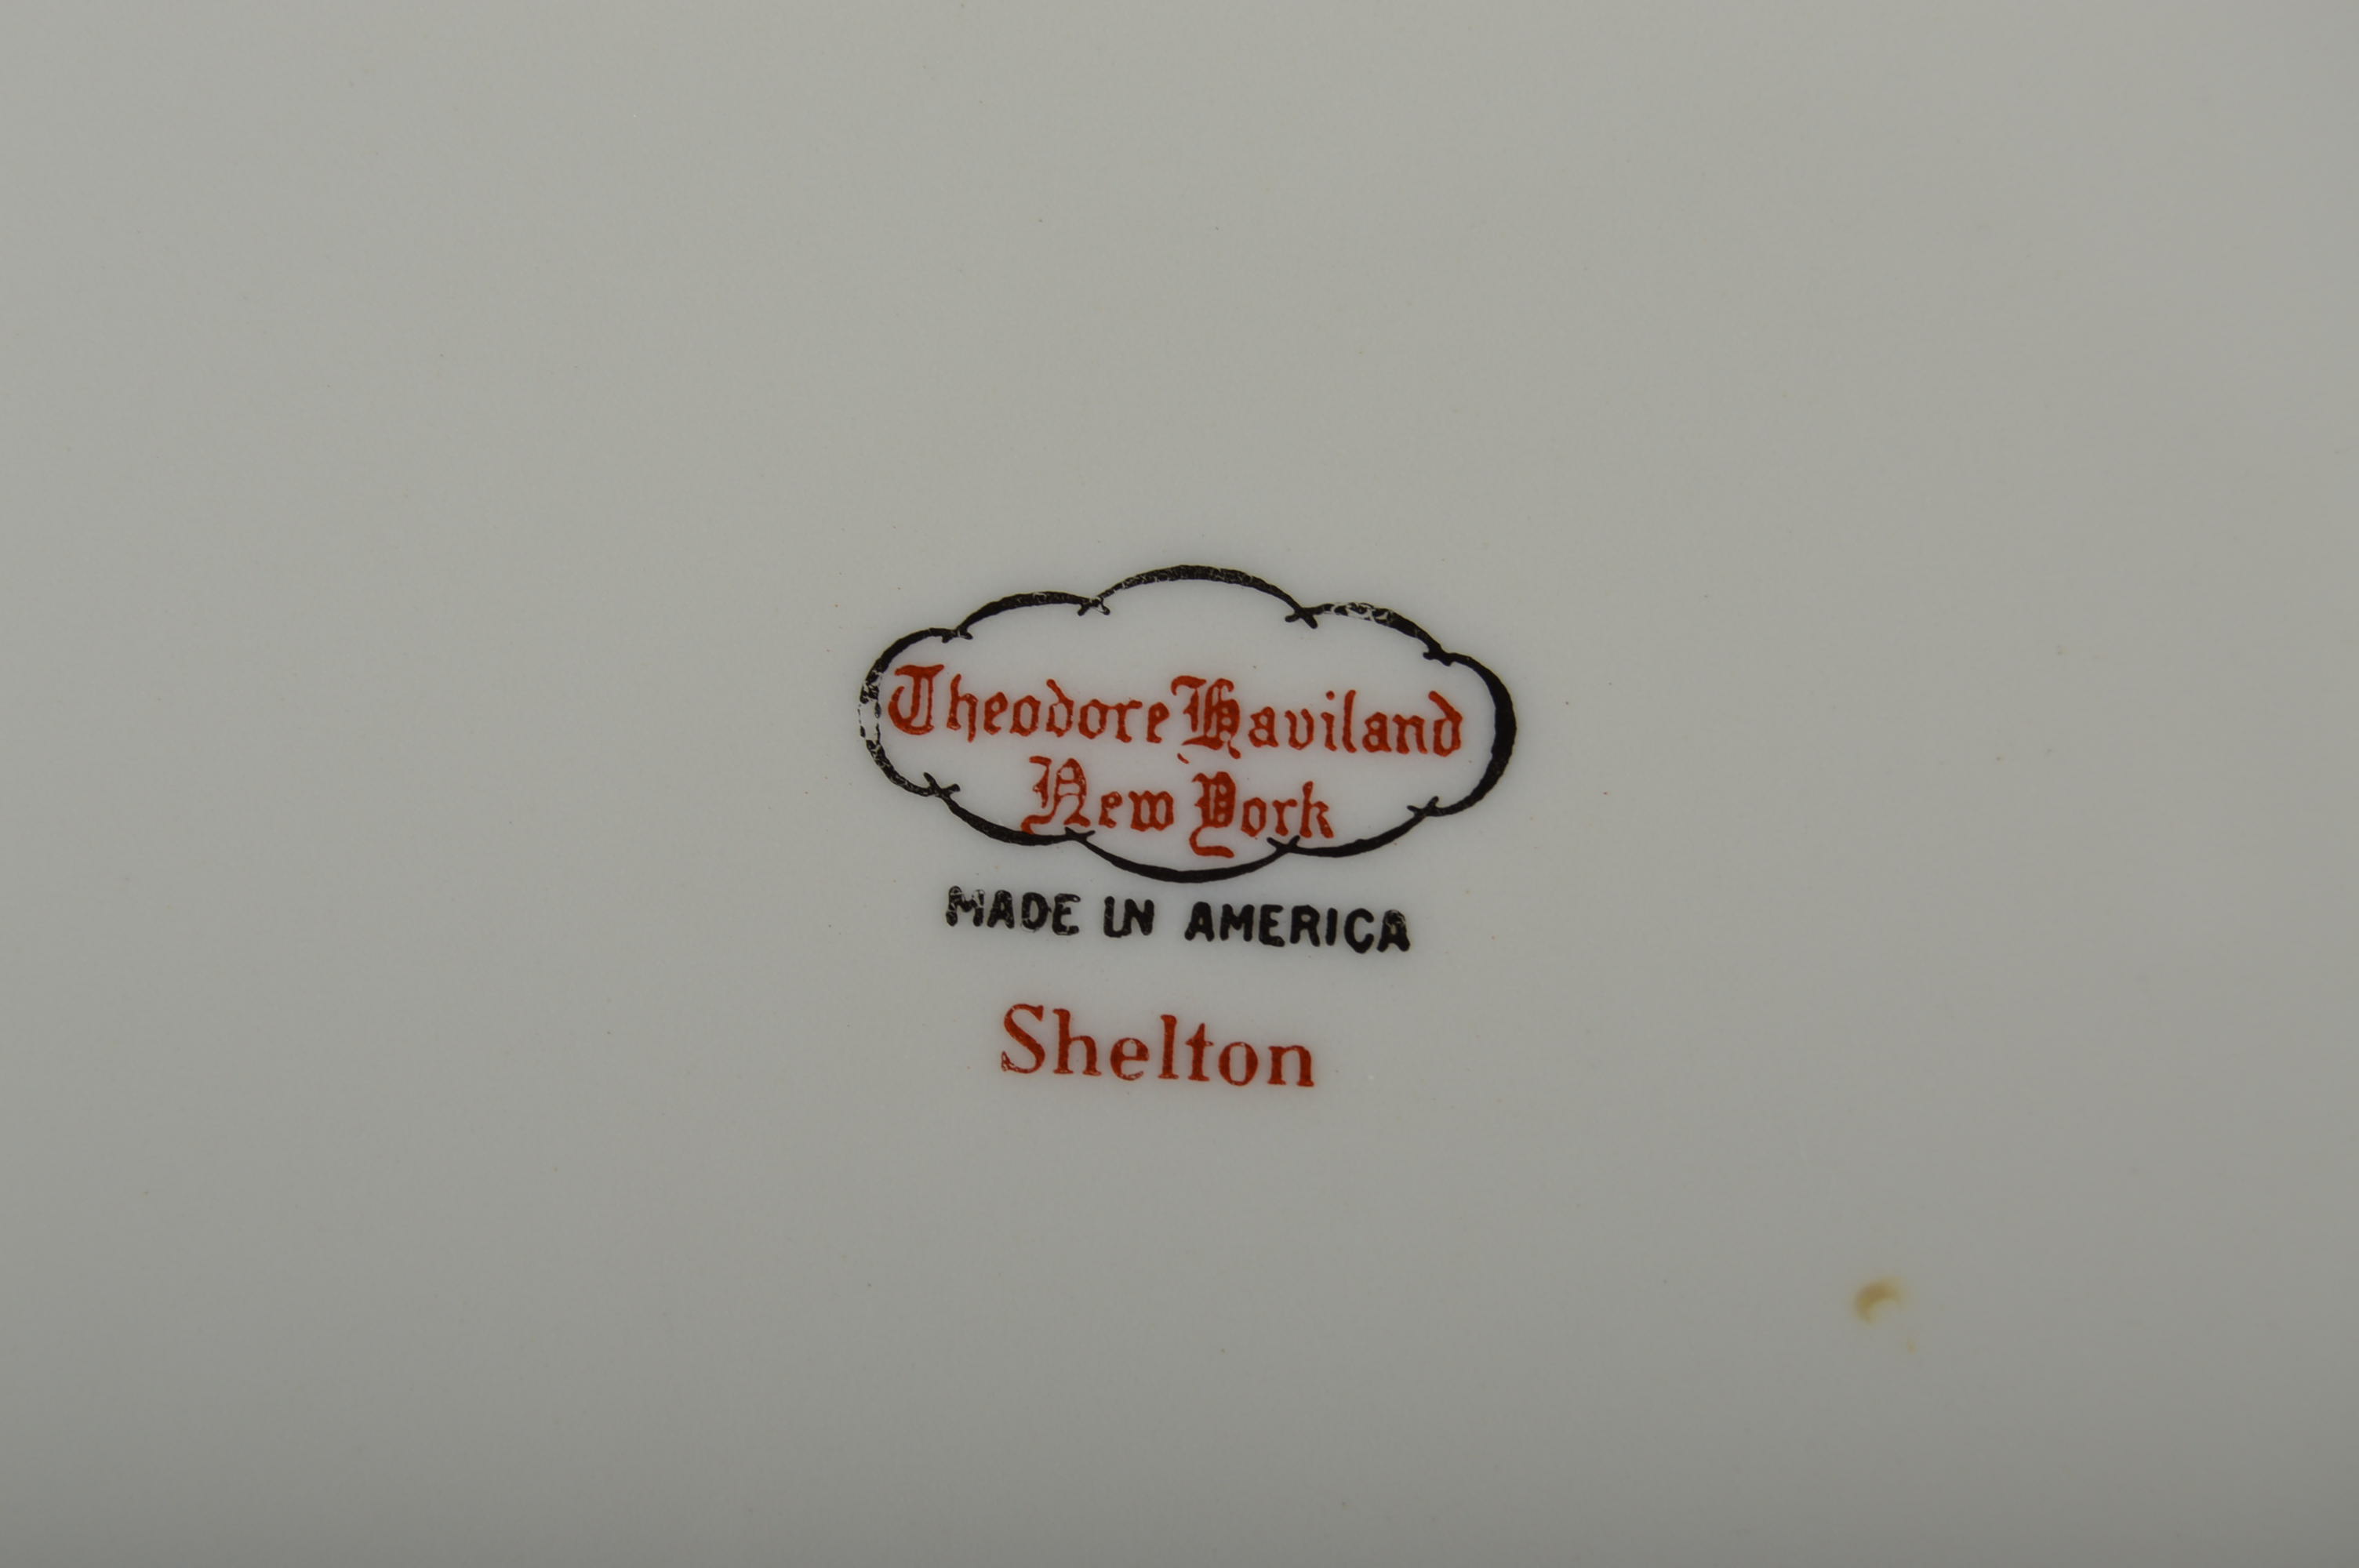 Theodore Haviland
New York
MADE IN AMERICA
Shelton